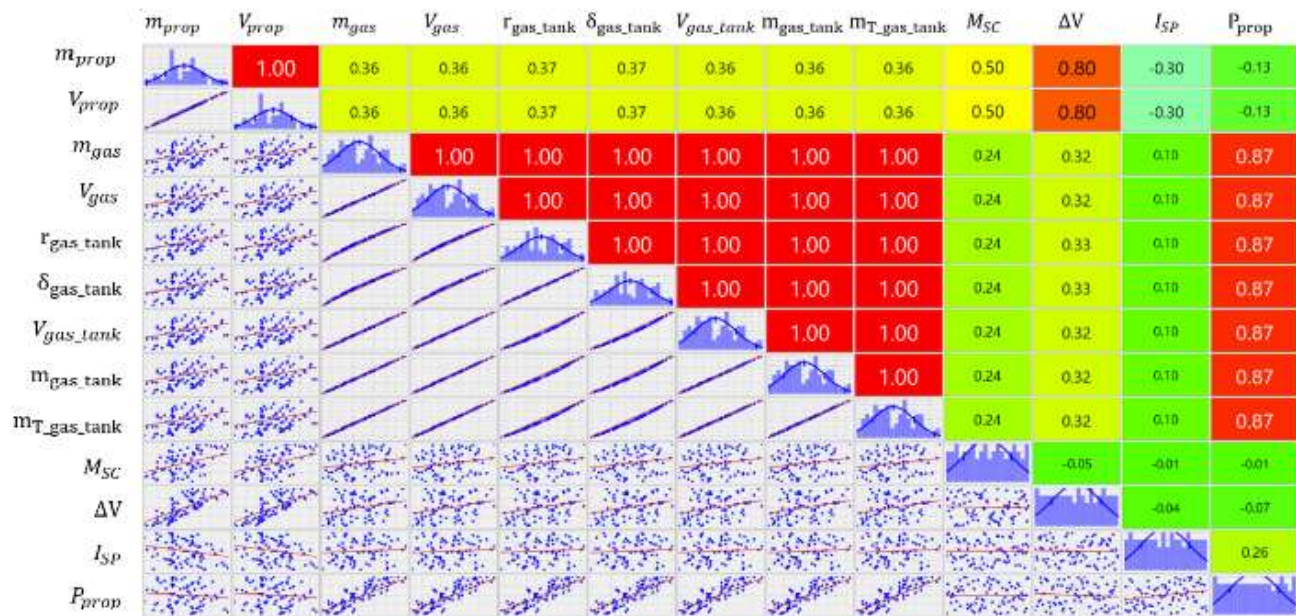 m_prop V_prop m_gas V_gas r_gas_tank δ_gas_tank V_gas_tank m_gas_tank m_T_gas_tank M_SC ΔV I_SP P_prop
m_prop 1.00 0.36 0.36 0.37 0.37 0.36 0.36 0.36 0.50 0.80 -0.30 -0.13
V_prop 0.36 0.36 0.37 0.37 0.36 0.36 0.36 0.50 0.80 -0.30 -0.13
m_gas 1.00 1.00 1.00 1.00 1.00 1.00 0.24 0.32 0.10 0.87
V_gas 1.00 1.00 1.00 1.00 1.00 0.24 0.32 0.10 0.87
r_gas_tank 1.00 1.00 1.00 1.00 0.24 0.33 0.10 0.87
δ_gas_tank 1.00 1.00 1.00 0.24 0.33 0.10 0.87
V_gas_tank 1.00 1.00 0.24 0.32 0.10 0.87
m_gas_tank 1.00 0.24 0.32 0.10 0.87
m_T_gas_tank 0.24 0.32 0.10 0.87
M_SC -0.05 -0.01 -0.01
ΔV -0.04 -0.07
I_SP 0.26
P_prop